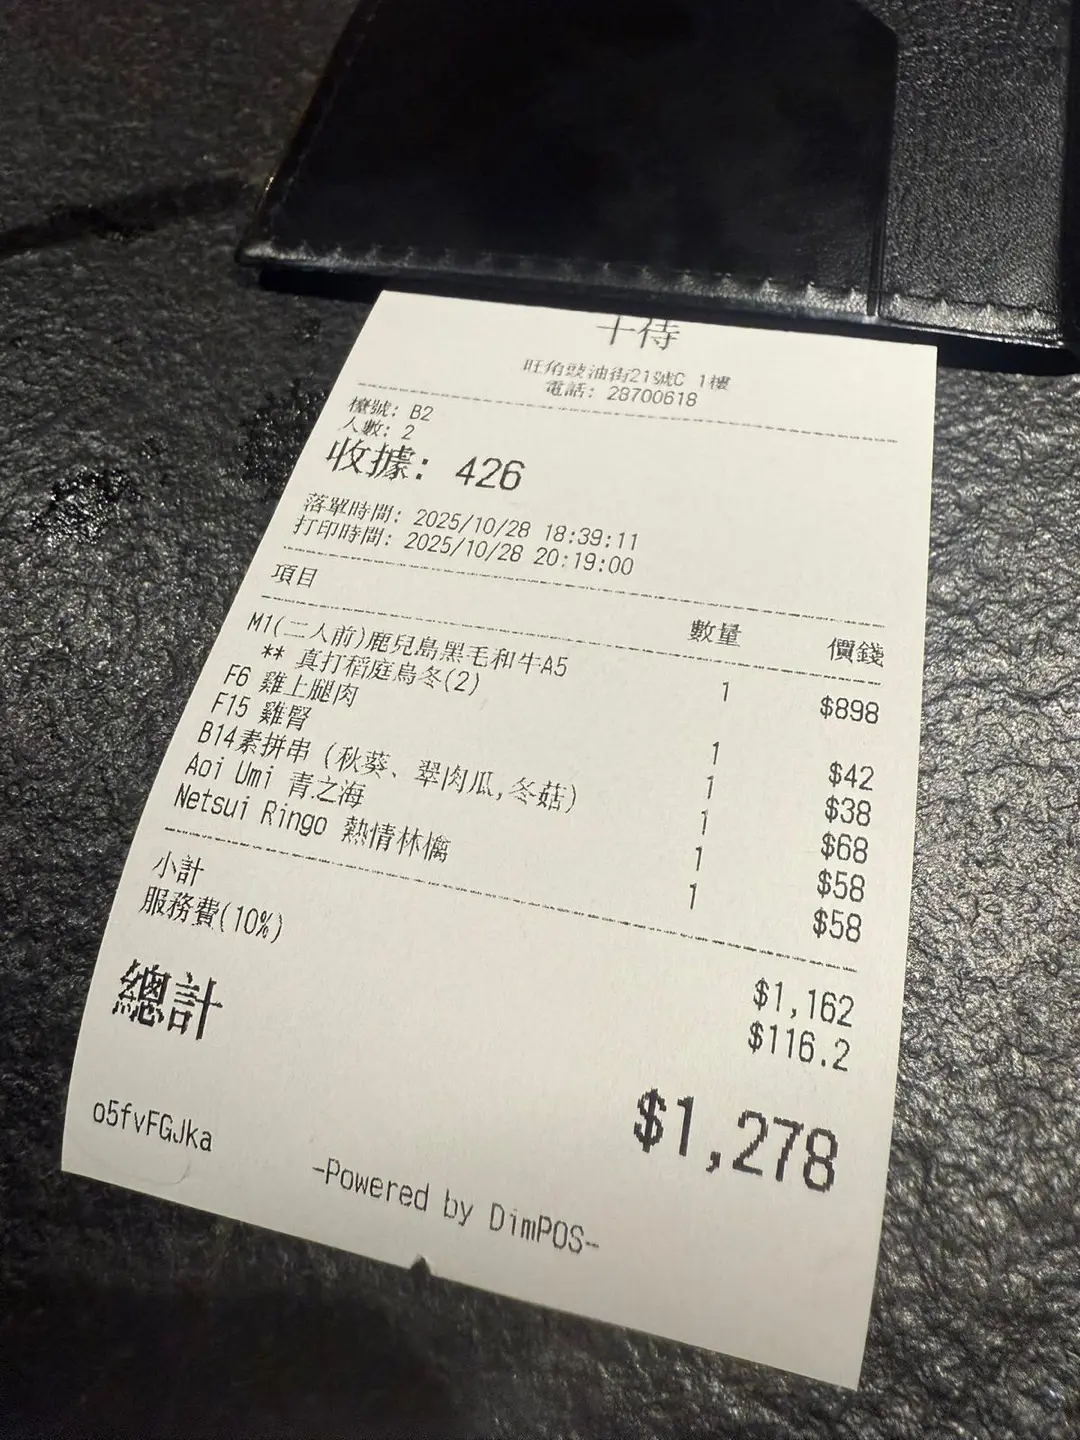 旺角豉油街21號C 1樓
電話: 28700618
檯號: B2
人數: 2
收據: 426
落單時間: 2025/10/28 18:39:11
打印時間: 2025/10/28 20:19:00
項目 數量 價錢
M1(二人前)鹿兒島黑毛和牛A5 1 $898
** 真打稻庭烏冬(2)
F6 雞上腿肉 1 $42
F15 雞腎 1 $38
B14素拼串 (秋葵、翠肉瓜,冬菇) 1 $68
Aoi Umi 青之海 1 $58
Netsui Ringo 熱情林檎 1 $58
小計 $1,162
服務費(10%) $116.2
總計 $1,278
o5fvFGJka
-Powered by DimPOS-